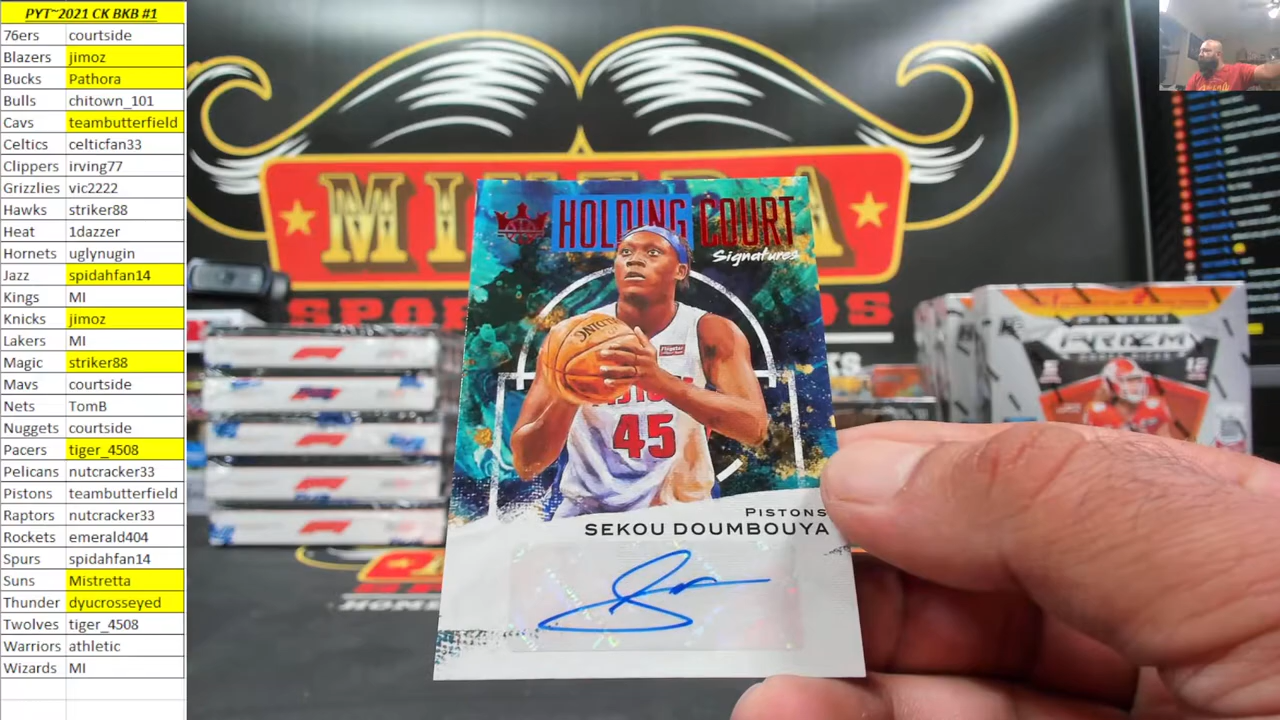 PYT~2021 CK BKB #1
76ers courtside
Blazers jimoz
Bucks Pathora
Bulls chitown_101
Cavs teambutterfield
Celtics celticfan33
Clippers irving77
Grizzlies vic2222
Hawks striker88
Heat 1dazzer
Hornets uglynugin
Jazz spidahfan14
Kings MI
Knicks jimoz
Lakers MI
Magic striker88
Mavs courtside
Nets TomB
Nuggets courtside
Pacers tiger_4508
Pelicans nutcracker33
Pistons teambutterfield
Raptors nutcracker33
Rockets emerald404
Spurs spidahfan14
Suns Mistretta
Thunder dyucrosseyed
Twolves tiger_4508
Warriors athletic
Wizards MI
HOLDING COURT
Signatures
45
PISTONS
SEKOU DOUMBOUYA
PANINI
PRIZM
12